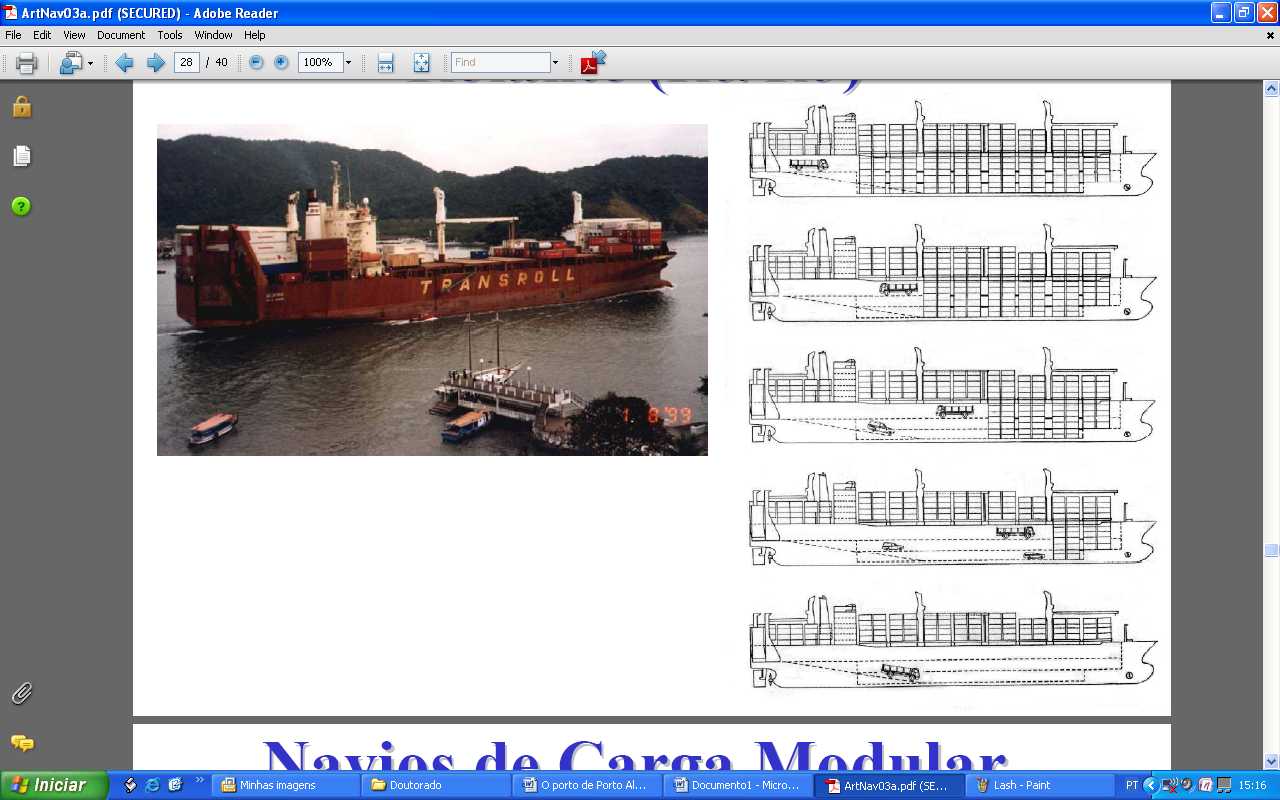 ArtNav03a.pdf (SECURED) - Adobe Reader
File Edit View Document Tools Window Help
28 / 40 100% Find
TRANSROLL
1 8'99
Navios de Carga Modular
Iniciar Minhas imagens Doutorado O porto de Porto Al... Documento1 - Micro... ArtNav03a.pdf (SE... Lash - Paint PT 15:16